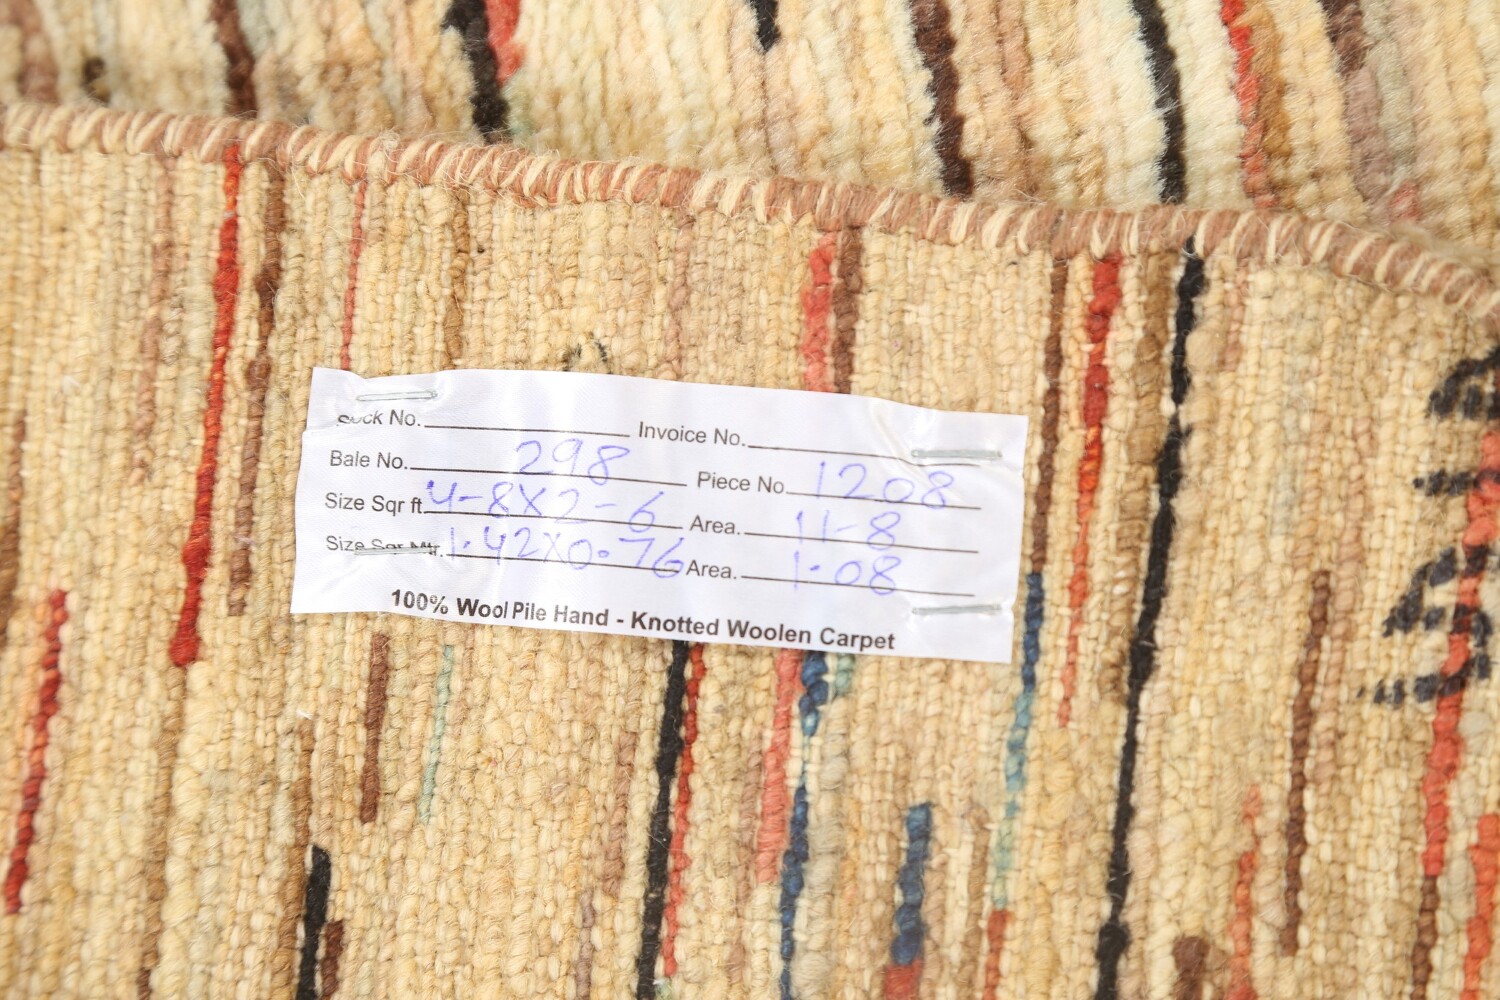 Stock No. Invoice No.
Bale No. 298 Piece No. 1208
Size Sqr ft. 4-8X2-6 Area. 11-8
Size Sqr Mtr. 1.42X0.76 Area. 1.08
100% Wool Pile Hand - Knotted Woolen Carpet